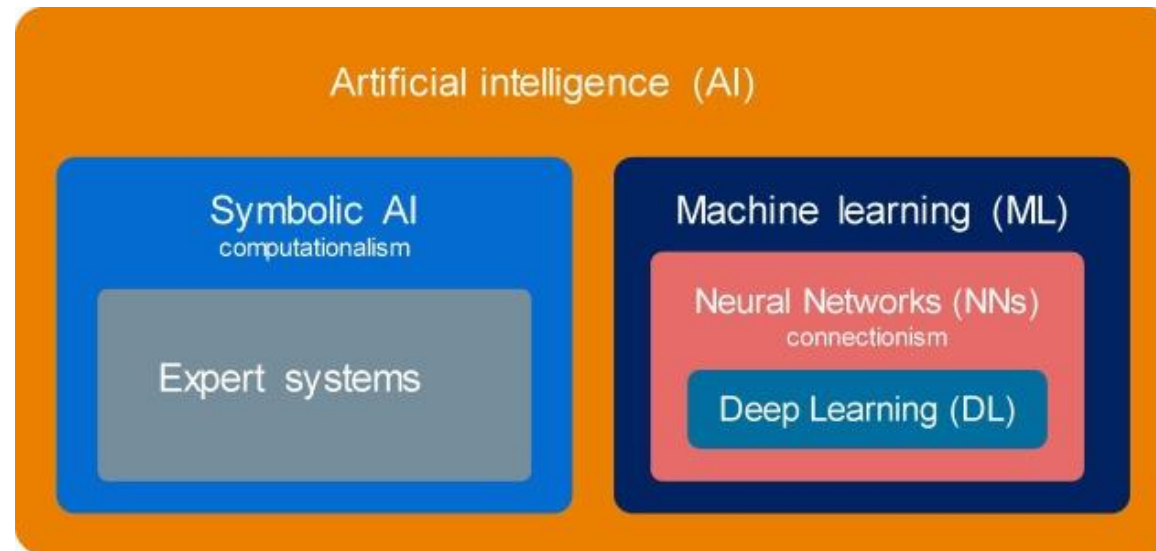 Artificial intelligence (AI)
Symbolic AI
computationalism
Expert systems
Machine learning (ML)
Neural Networks (NNs)
connectionism
Deep Learning (DL)